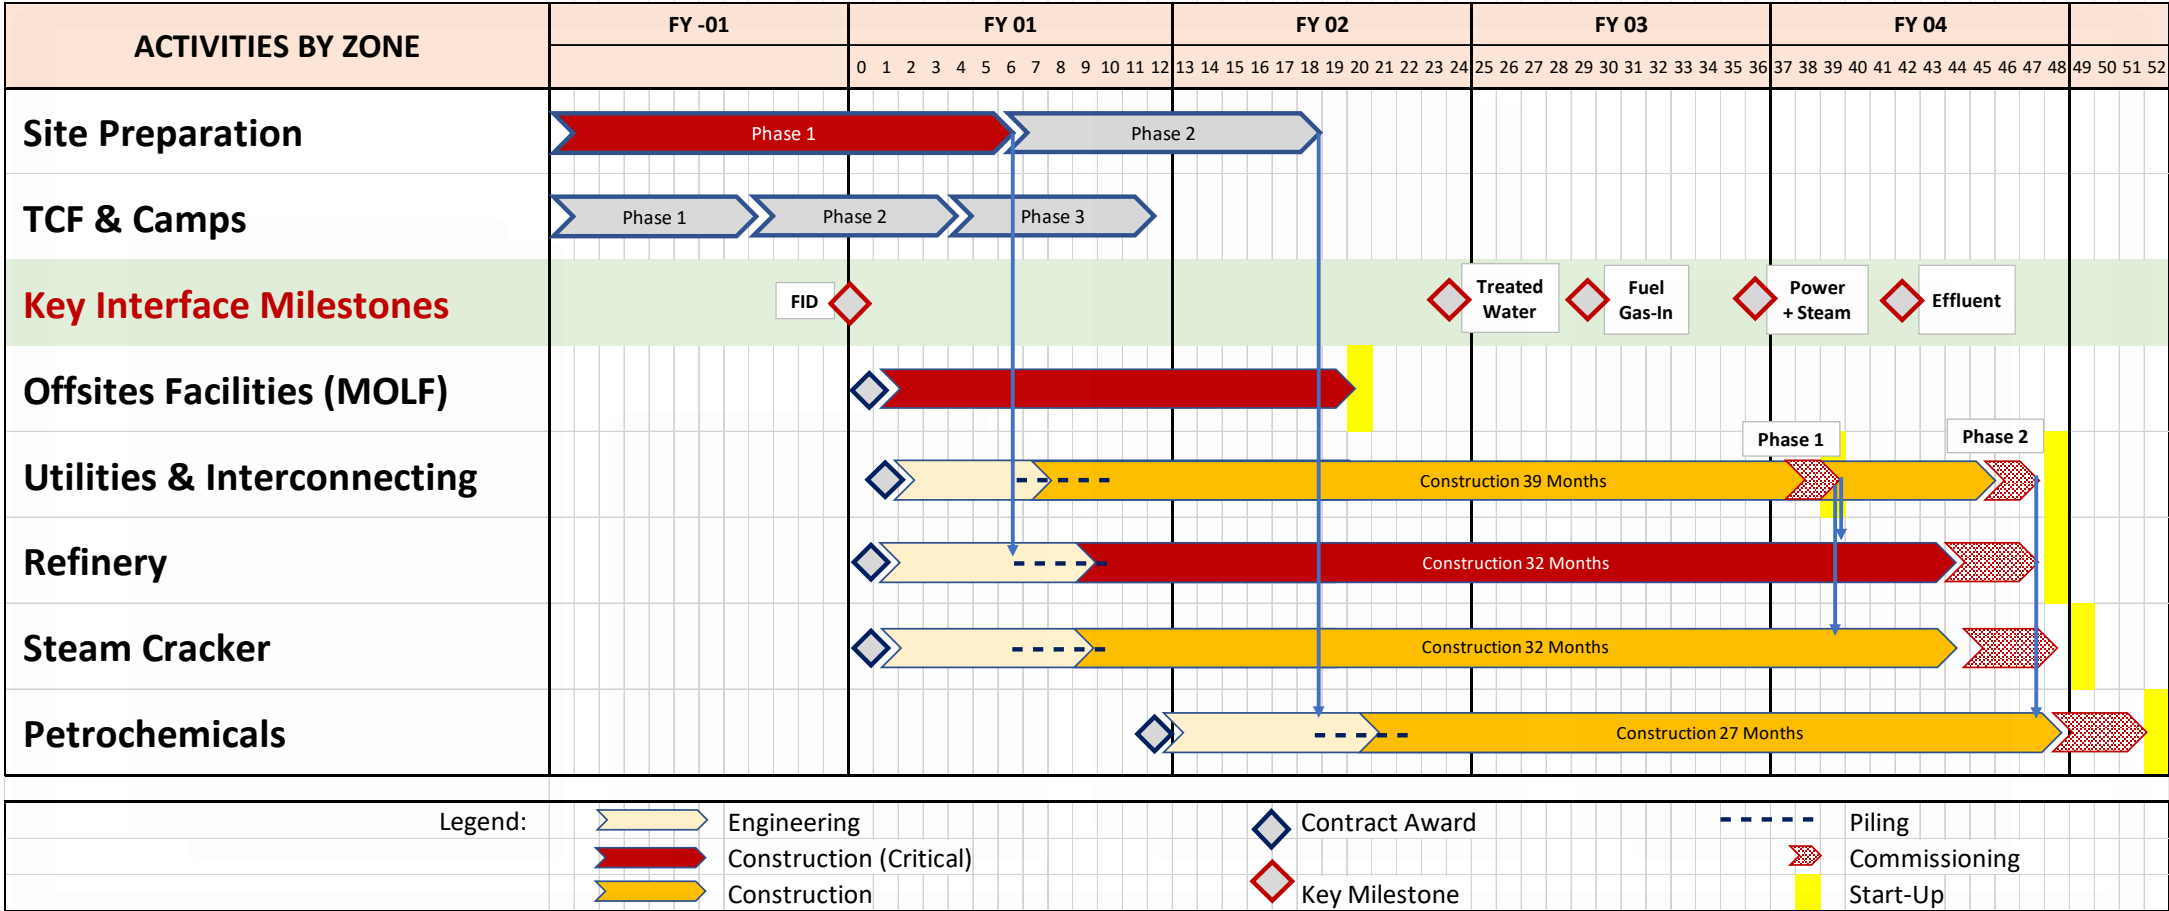 ACTIVITIES BY ZONE
FY -01
FY 01
FY 02
FY 03
FY 04
0 1 2 3 4 5 6 7 8 9 10 11 12 13 14 15 16 17 18 19 20 21 22 23 24 25 26 27 28 29 30 31 32 33 34 35 36 37 38 39 40 41 42 43 44 45 46 47 48 49 50 51 52
Site Preparation
Phase 1
Phase 2
TCF & Camps
Phase 1
Phase 2
Phase 3
Key Interface Milestones
FID
Treated
Water
Fuel
Gas-In
Power
+ Steam
Effluent
Offsites Facilities (MOLF)
Phase 1
Phase 2
Utilities & Interconnecting
Construction 39 Months
Refinery
Construction 32 Months
Steam Cracker
Construction 32 Months
Petrochemicals
Construction 27 Months
Legend:
Engineering
Contract Award
Piling
Construction (Critical)
Commissioning
Construction
Key Milestone
Start-Up